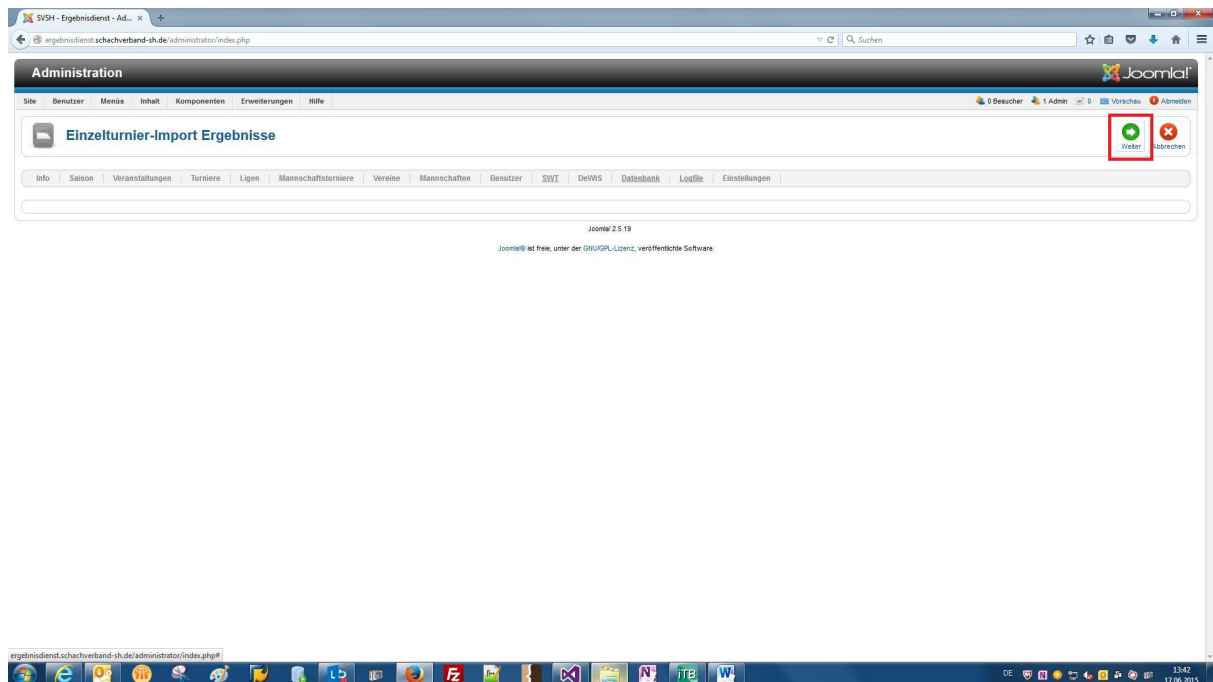 SVSH - Ergebnisdienst - Ad... × +
ergebnisdienst.schachverband-sh.de/administrator/index.php
Suchen
Administration
Joomla!
Site Benutzer Menüs Inhalt Komponenten Erweiterungen Hilfe
0 Besucher 1 Admin 0 Vorschau Abmelden
Einzelturnier-Import Ergebnisse
Weiter Abbrechen
Info Saison Veranstaltungen Turniere Ligen Mannschaftsturniere Vereine Mannschaften Benutzer SWT DeWIS Datenbank Logfile Einstellungen
Joomla! 2.5.19
Joomla!® ist freie, unter der GNU/GPL-Lizenz, veröffentlichte Software.
ergebnisdienst.schachverband-sh.de/administrator/index.php#
DE
13:42
17.06.2015